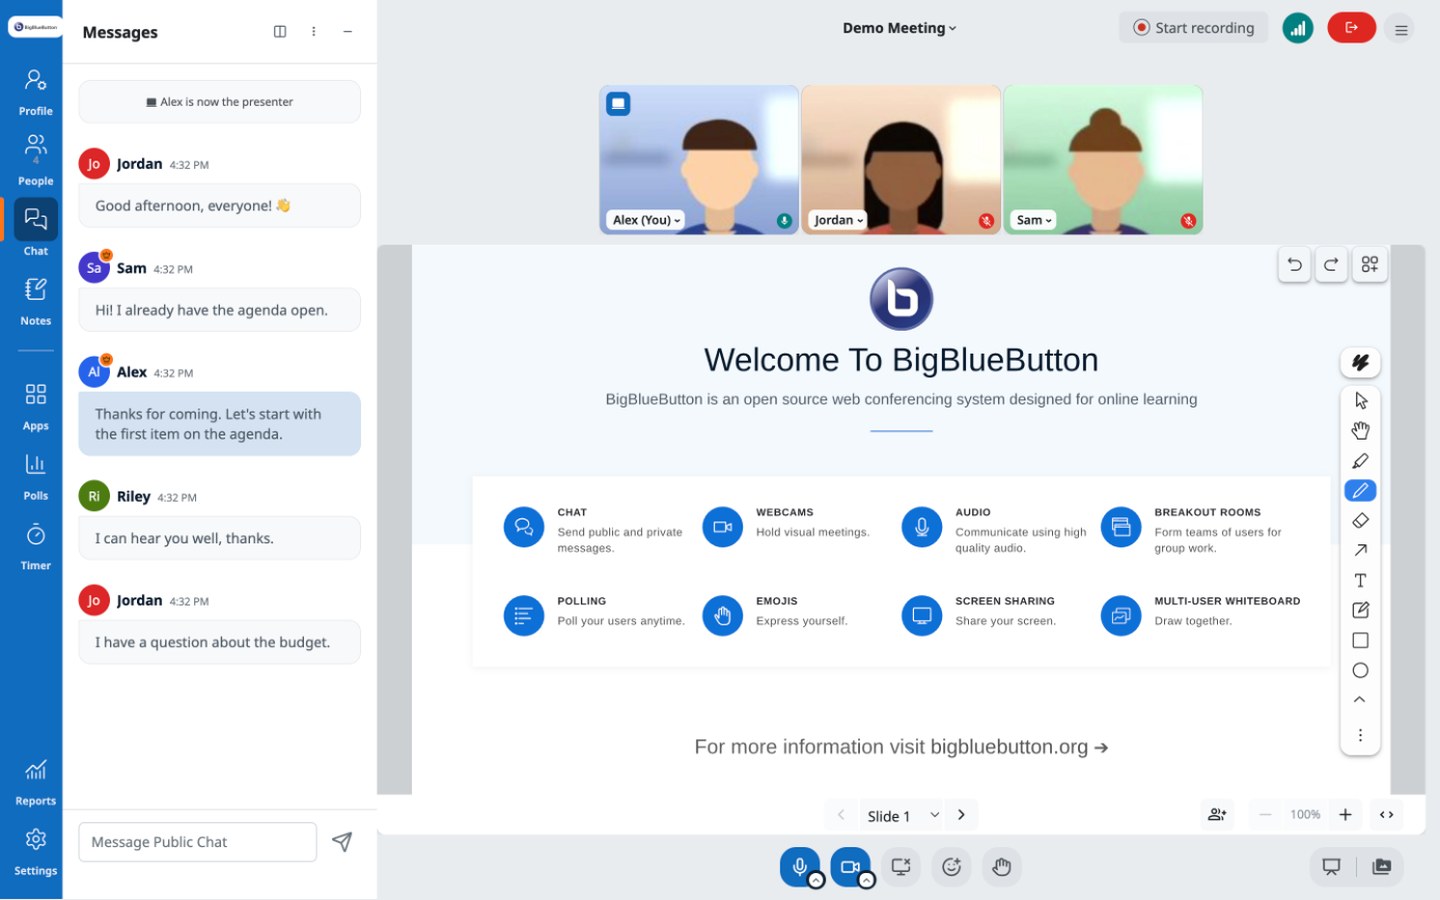 BigBlueButton
Profile
4
People
Chat
Notes
Apps
Polls
Timer
Reports
Settings
Messages
Alex is now the presenter
Jo
Jordan 4:32 PM
Good afternoon, everyone! 👋
Sa
Sam 4:32 PM
Hi! I already have the agenda open.
Al
Alex 4:32 PM
Thanks for coming. Let's start with
the first item on the agenda.
Ri
Riley 4:32 PM
I can hear you well, thanks.
Jo
Jordan 4:32 PM
I have a question about the budget.
Message Public Chat
Demo Meeting
Start recording
Alex (You)
Jordan
Sam
b
Welcome To BigBlueButton
BigBlueButton is an open source web conferencing system designed for online learning
CHAT
Send public and private
messages.
WEBCAMS
Hold visual meetings.
AUDIO
Communicate using high
quality audio.
BREAKOUT ROOMS
Form teams of users for
group work.
POLLING
Poll your users anytime.
EMOJIS
Express yourself.
SCREEN SHARING
Share your screen.
MULTI-USER WHITEBOARD
Draw together.
For more information visit bigbluebutton.org ➔
T
Slide 1
100%